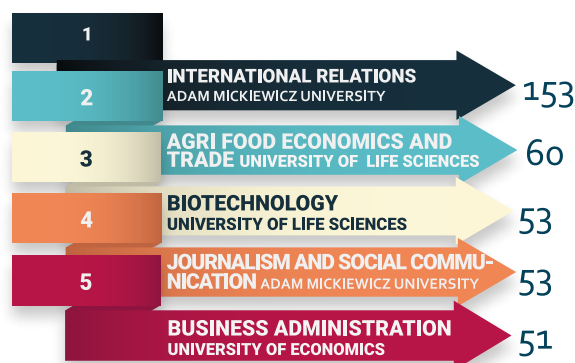 1
INTERNATIONAL RELATIONS
ADAM MICKIEWICZ UNIVERSITY
153
2
AGRI FOOD ECONOMICS AND
TRADE UNIVERSITY OF LIFE SCIENCES
60
3
BIOTECHNOLOGY
UNIVERSITY OF LIFE SCIENCES
53
4
JOURNALISM AND SOCIAL COMMU-
NICATION ADAM MICKIEWICZ UNIVERSITY
53
5
BUSINESS ADMINISTRATION
UNIVERSITY OF ECONOMICS
51